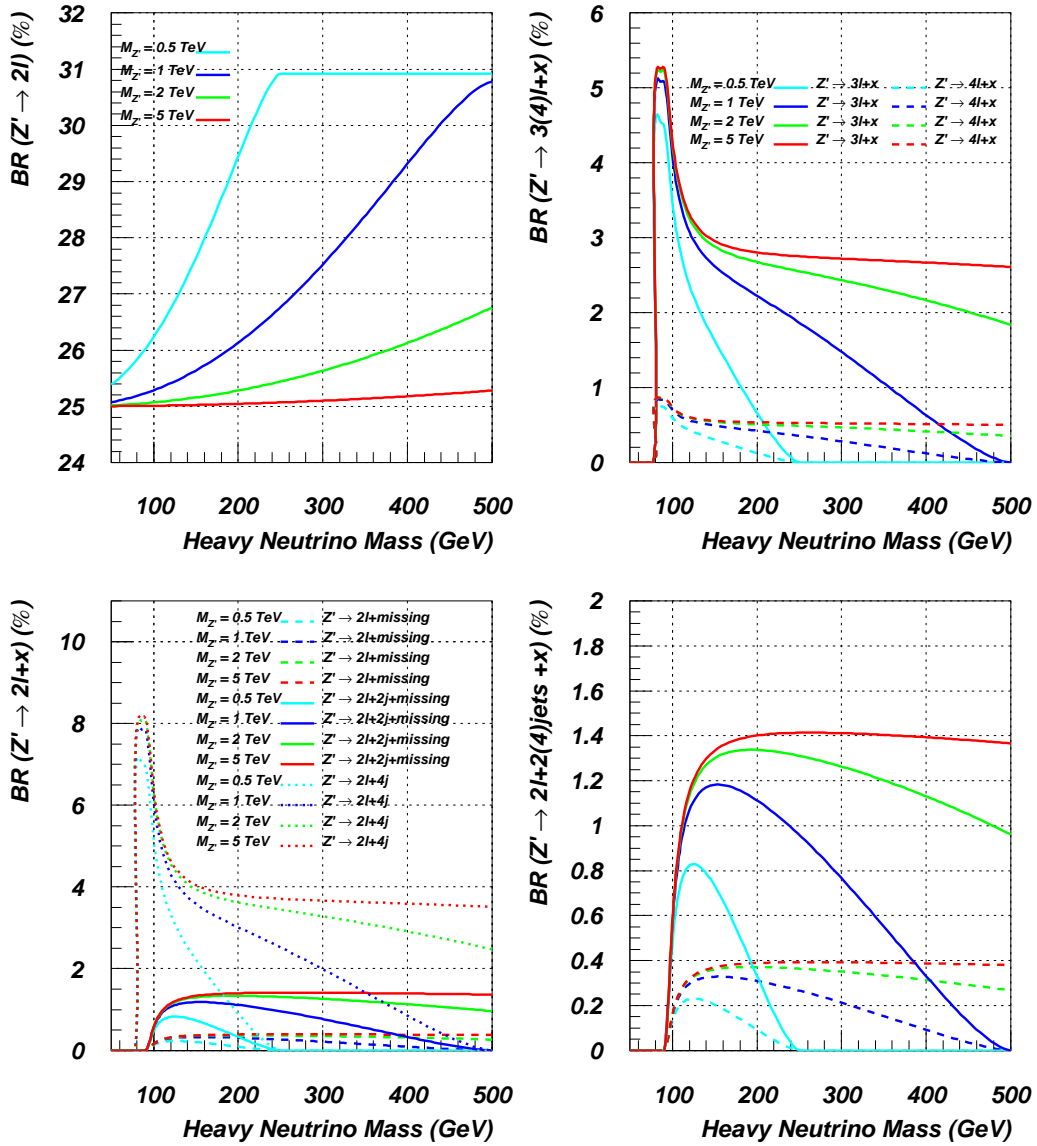 BR (Z' → 2l) (%)
32
31
30
29
28
27
26
25
24
M_Z' = 0.5 TeV
M_Z' = 1 TeV
M_Z' = 2 TeV
M_Z' = 5 TeV
100 200 300 400 500
Heavy Neutrino Mass (GeV)
BR (Z' → 3(4)l+x) (%)
6
5
4
3
2
1
0
M_Z' = 0.5 TeV Z' → 3l+x Z' → 4l+x
M_Z' = 1 TeV Z' → 3l+x Z' → 4l+x
M_Z' = 2 TeV Z' → 3l+x Z' → 4l+x
M_Z' = 5 TeV Z' → 3l+x Z' → 4l+x
100 200 300 400 500
Heavy Neutrino Mass (GeV)
BR (Z' → 2l+x) (%)
10
8
6
4
2
0
M_Z' = 0.5 TeV Z' → 2l+missing
M_Z' = 1 TeV Z' → 2l+missing
M_Z' = 2 TeV Z' → 2l+missing
M_Z' = 5 TeV Z' → 2l+missing
M_Z' = 0.5 TeV Z' → 2l+2j+missing
M_Z' = 1 TeV Z' → 2l+2j+missing
M_Z' = 2 TeV Z' → 2l+2j+missing
M_Z' = 5 TeV Z' → 2l+2j+missing
M_Z' = 0.5 TeV Z' → 2l+4j
M_Z' = 1 TeV Z' → 2l+4j
M_Z' = 2 TeV Z' → 2l+4j
M_Z' = 5 TeV Z' → 2l+4j
100 200 300 400 500
Heavy Neutrino Mass (GeV)
BR (Z' → 2l+2(4)jets +x) (%)
2
1.8
1.6
1.4
1.2
1
0.8
0.6
0.4
0.2
0
100 200 300 400 500
Heavy Neutrino Mass (GeV)